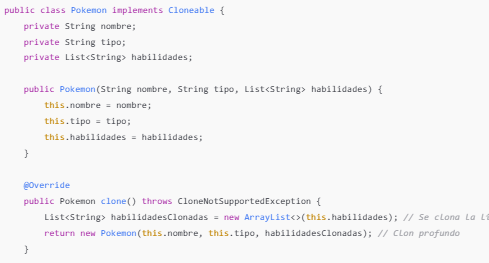 public class Pokemon implements Cloneable {
    private String nombre;
    private String tipo;
    private List<String> habilidades;

    public Pokemon(String nombre, String tipo, List<String> habilidades) {
        this.nombre = nombre;
        this.tipo = tipo;
        this.habilidades = habilidades;
    }

    @Override
    public Pokemon clone() throws CloneNotSupportedException {
        List<String> habilidadesClonadas = new ArrayList<>(this.habilidades); // Se clona la
        return new Pokemon(this.nombre, this.tipo, habilidadesClonadas); // Clon profundo
    }